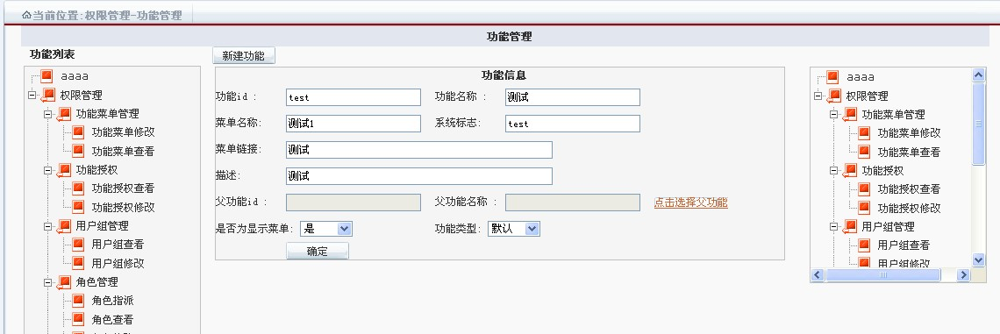 当前位置:权限管理-功能管理
功能管理
功能列表
新建功能
aaaa
权限管理
功能菜单管理
功能菜单修改
功能菜单查看
功能授权
功能授权查看
功能授权修改
用户组管理
用户组查看
用户组修改
角色管理
角色指派
角色查看
功能信息
功能id : test 功能名称 : 测试
菜单名称: 测试1 系统标志: test
菜单链接: 测试
描述: 测试
父功能id : 父功能名称 : 点击选择父功能
是否为显示菜单: 是 功能类型: 默认
确定
aaaa
权限管理
功能菜单管理
功能菜单修改
功能菜单查看
功能授权
功能授权查看
功能授权修改
用户组管理
用户组查看
用户组修改